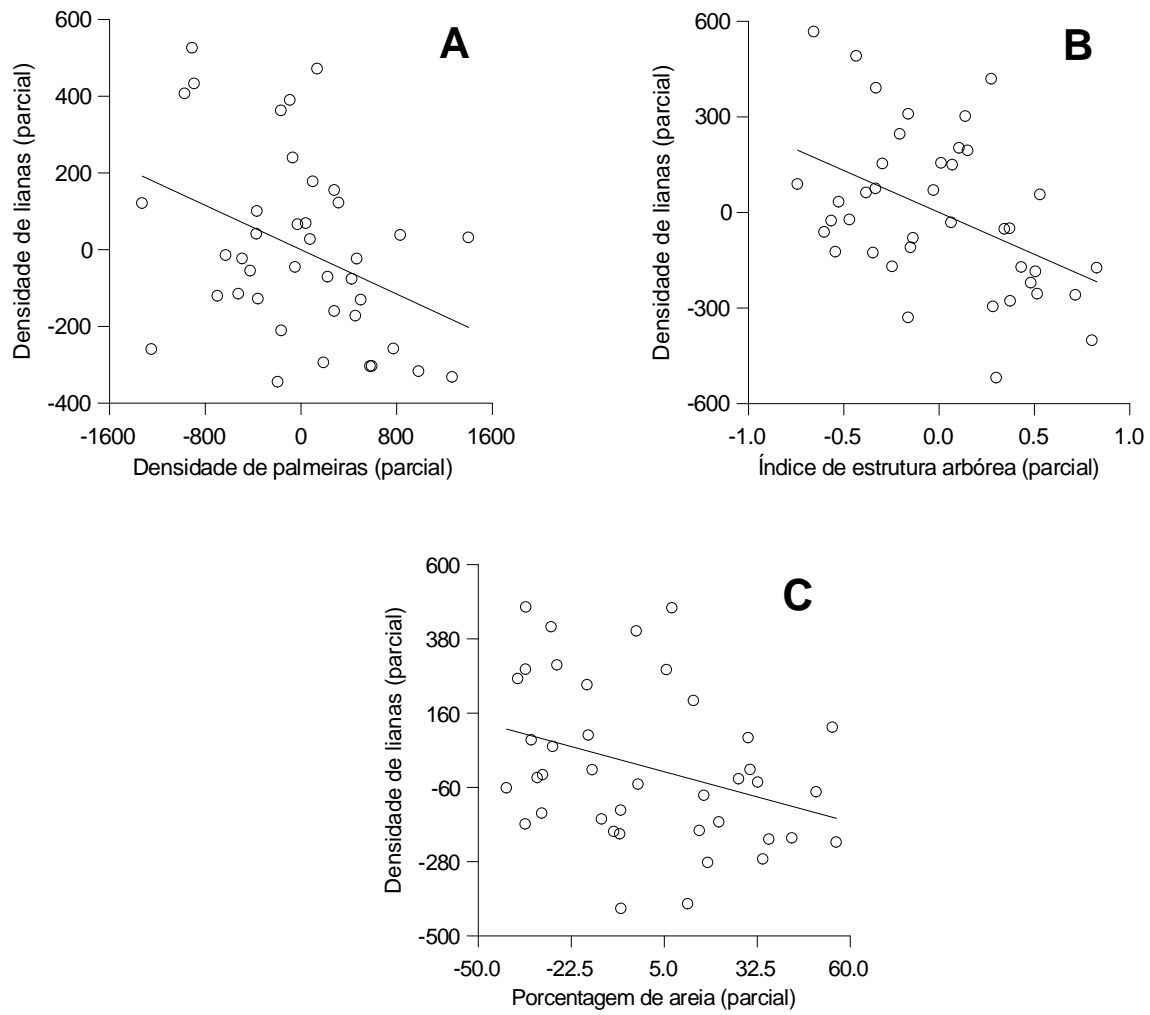 A
600
400
200
0
-200
-400
-1600 -800 0 800 1600
Densidade de lianas (parcial)
Densidade de palmeiras (parcial)
B
600
300
0
-300
-600
-1.0 -0.5 0.0 0.5 1.0
Densidade de lianas (parcial)
Índice de estrutura arbórea (parcial)
C
600
380
160
-60
-280
-500
-50.0 -22.5 5.0 32.5 60.0
Densidade de lianas (parcial)
Porcentagem de areia (parcial)